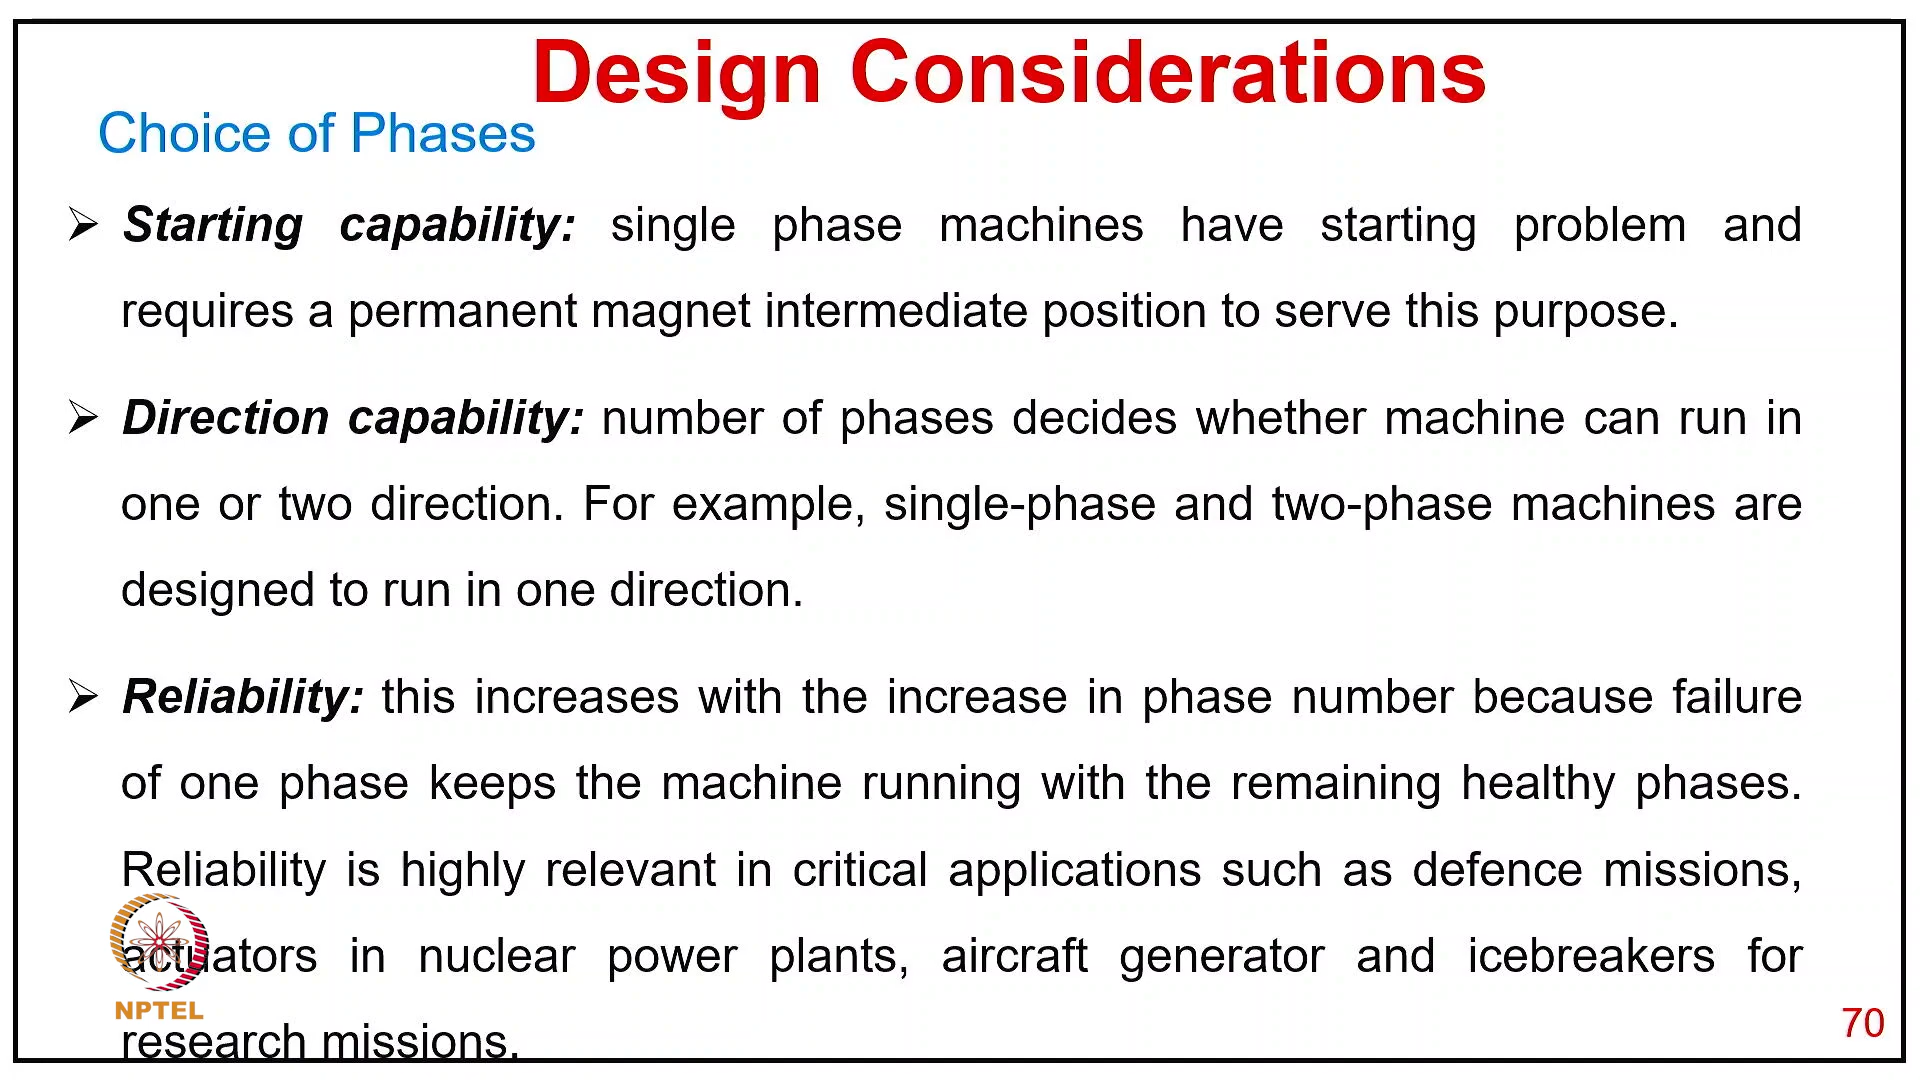 Design Considerations
Choice of Phases
➢ Starting capability: single phase machines have starting problem and
requires a permanent magnet intermediate position to serve this purpose.
➢ Direction capability: number of phases decides whether machine can run in
one or two direction. For example, single-phase and two-phase machines are
designed to run in one direction.
➢ Reliability: this increases with the increase in phase number because failure
of one phase keeps the machine running with the remaining healthy phases.
Reliability is highly relevant in critical applications such as defence missions,
actuators in nuclear power plants, aircraft generator and icebreakers for
research missions.
NPTEL
70